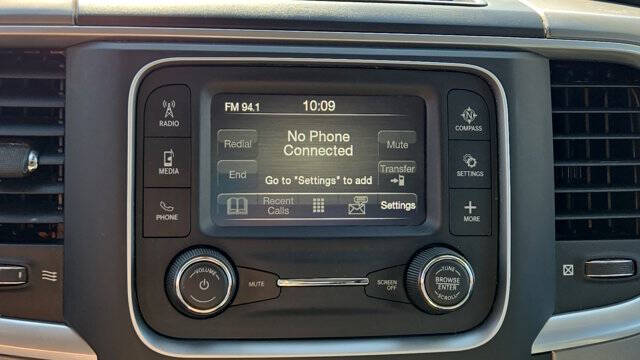 FM 94.1
10:09
RADIO
MEDIA
PHONE
Redial
End
No Phone
Connected
Go to "Settings" to add
Mute
Transfer
Recent
Calls
Settings
N
COMPASS
SETTINGS
MORE
VOLUME
MUTE
SCREEN
OFF
TUNE
BROWSE
ENTER
SCROLL